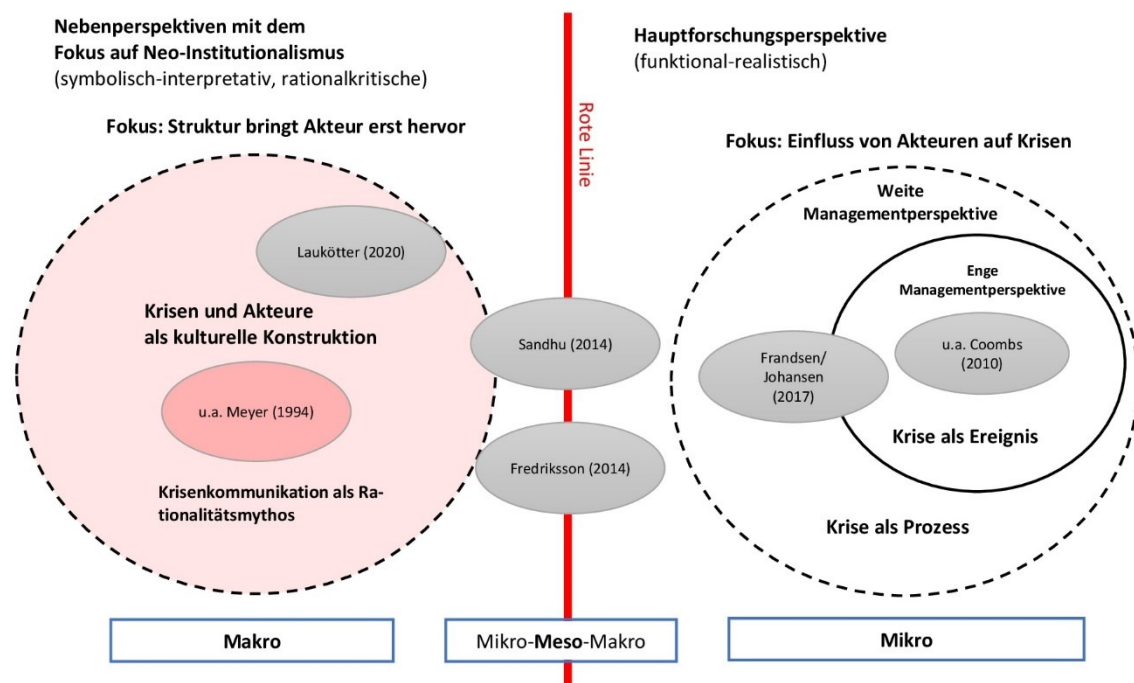 Nebenperspektiven mit dem
Fokus auf Neo-Institutionalismus
(symbolisch-interpretativ, rationalkritische)
Fokus: Struktur bringt Akteur erst hervor
Laukötter (2020)
Krisen und Akteure
als kulturelle Konstruktion
u.a. Meyer (1994)
Krisenkommunikation als Ra-
tionalitätsmythos
Makro
Rote Linie
Sandhu (2014)
Fredriksson (2014)
Mikro-Meso-Makro
Hauptforschungsperspektive
(funktional-realistisch)
Fokus: Einfluss von Akteuren auf Krisen
Weite
Managementperspektive
Enge
Managementperspektive
u.a. Coombs
(2010)
Frandsen/
Johansen
(2017)
Krise als Ereignis
Krise als Prozess
Mikro